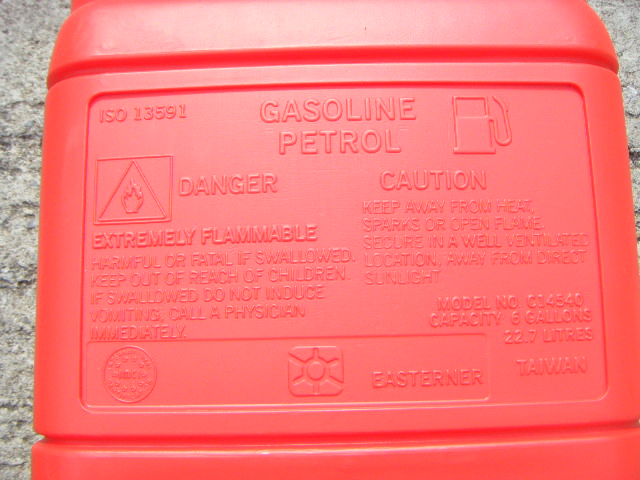 ISO 13591
GASOLINE
PETROL
DANGER
EXTREMELY FLAMMABLE
HARMFUL OR FATAL IF SWALLOWED.
KEEP OUT OF REACH OF CHILDREN.
IF SWALLOWED DO NOT INDUCE
VOMITING, CALL A PHYSICIAN
IMMEDIATELY.
CAUTION
KEEP AWAY FROM HEAT,
SPARKS OR OPEN FLAME.
SECURE IN A WELL VENTILATED
LOCATION, AWAY FROM DIRECT
SUNLIGHT
MODEL NO. C14540
CAPACITY 6 GALLONS
22.7 LITRES
TAIWAN
EASTERNER